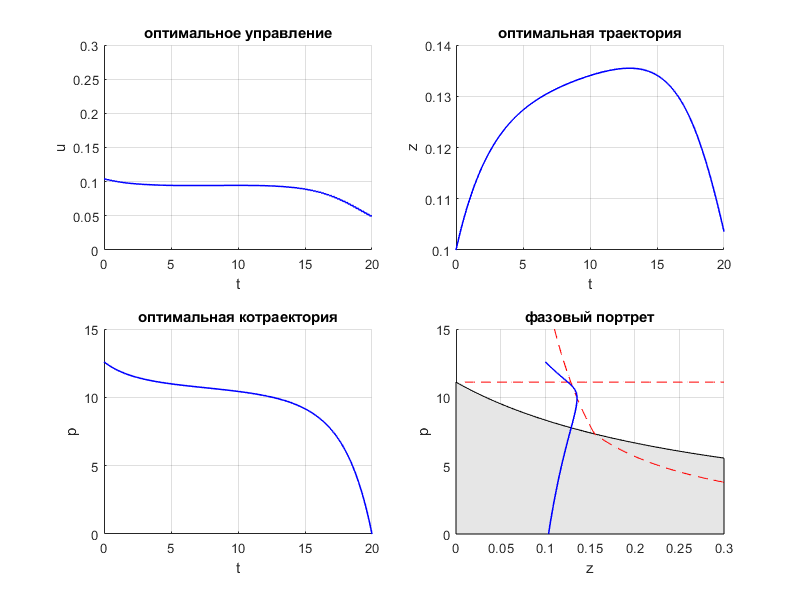 оптимальное управление
0.3
0.25
0.2
0.15
0.1
0.05
0
u
0 5 10 15 20
t
оптимальная траектория
0.14
0.13
0.12
0.11
0.1
z
0 5 10 15 20
t
оптимальная котраектория
15
10
5
0
p
0 5 10 15 20
t
фазовый портрет
15
10
5
0
p
0 0.05 0.1 0.15 0.2 0.25 0.3
z